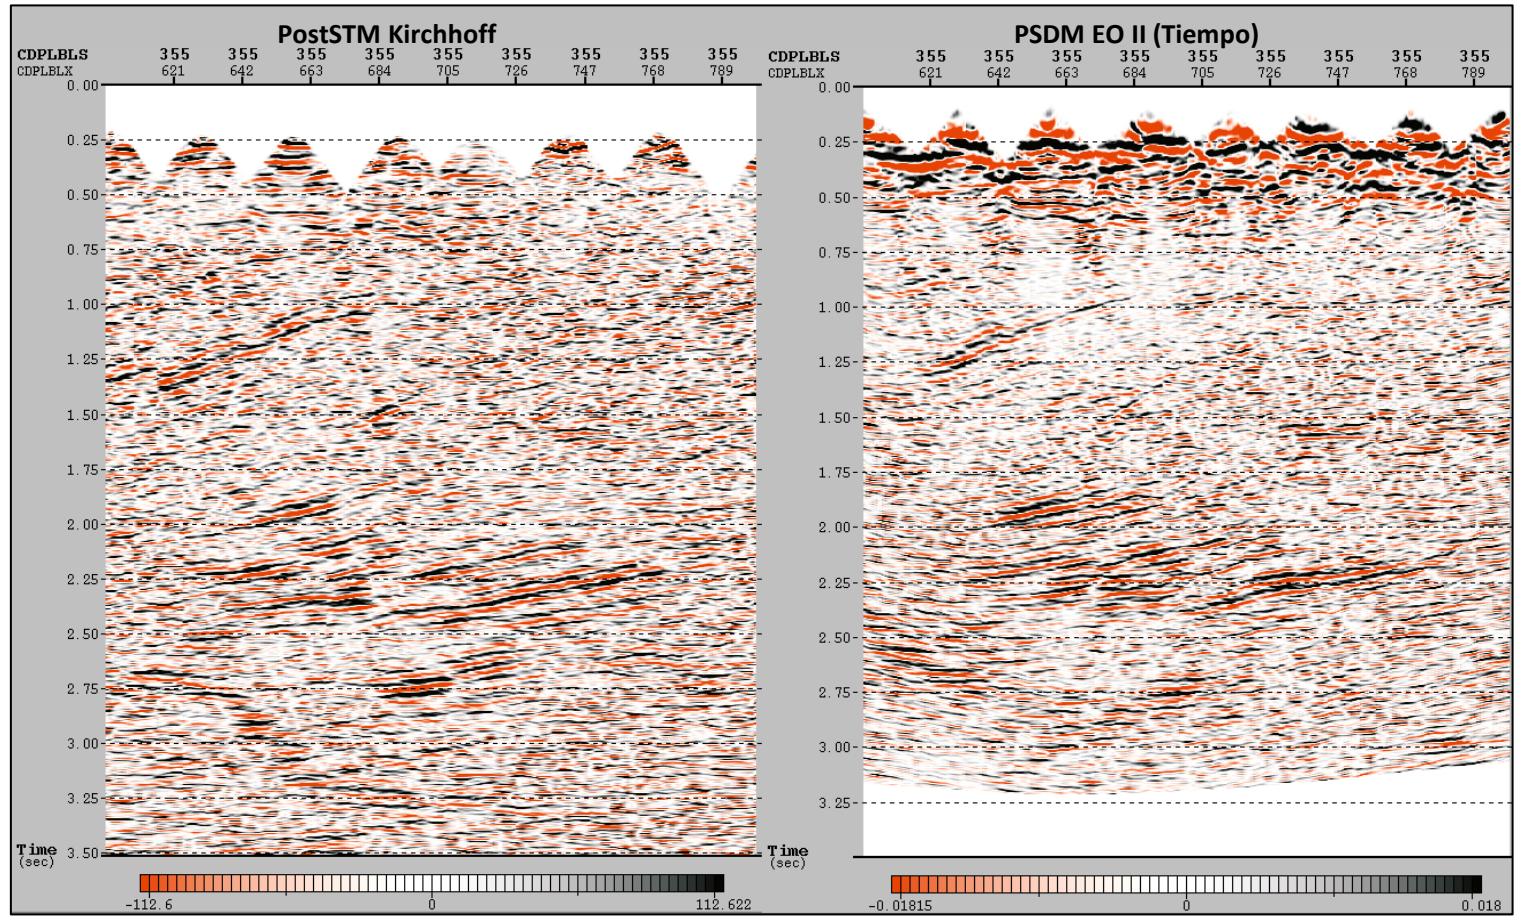 PostSTM Kirchhoff
CDPLBLS 355 355 355 355 355 355 355 355 355
CDPLBLX 621 642 663 684 705 726 747 768 789
0.00
0.25
0.50
0.75
1.00
1.25
1.50
1.75
2.00
2.25
2.50
2.75
3.00
3.25
3.50
Time
(sec)
-112.6 0 112.622
PSDM EO II (Tiempo)
CDPLBLS 355 355 355 355 355 355 355 355 355
CDPLBLX 621 642 663 684 705 726 747 768 789
0.00
0.25
0.50
0.75
1.00
1.25
1.50
1.75
2.00
2.25
2.50
2.75
3.00
3.25
Time
(sec)
-0.01815 0 0.018